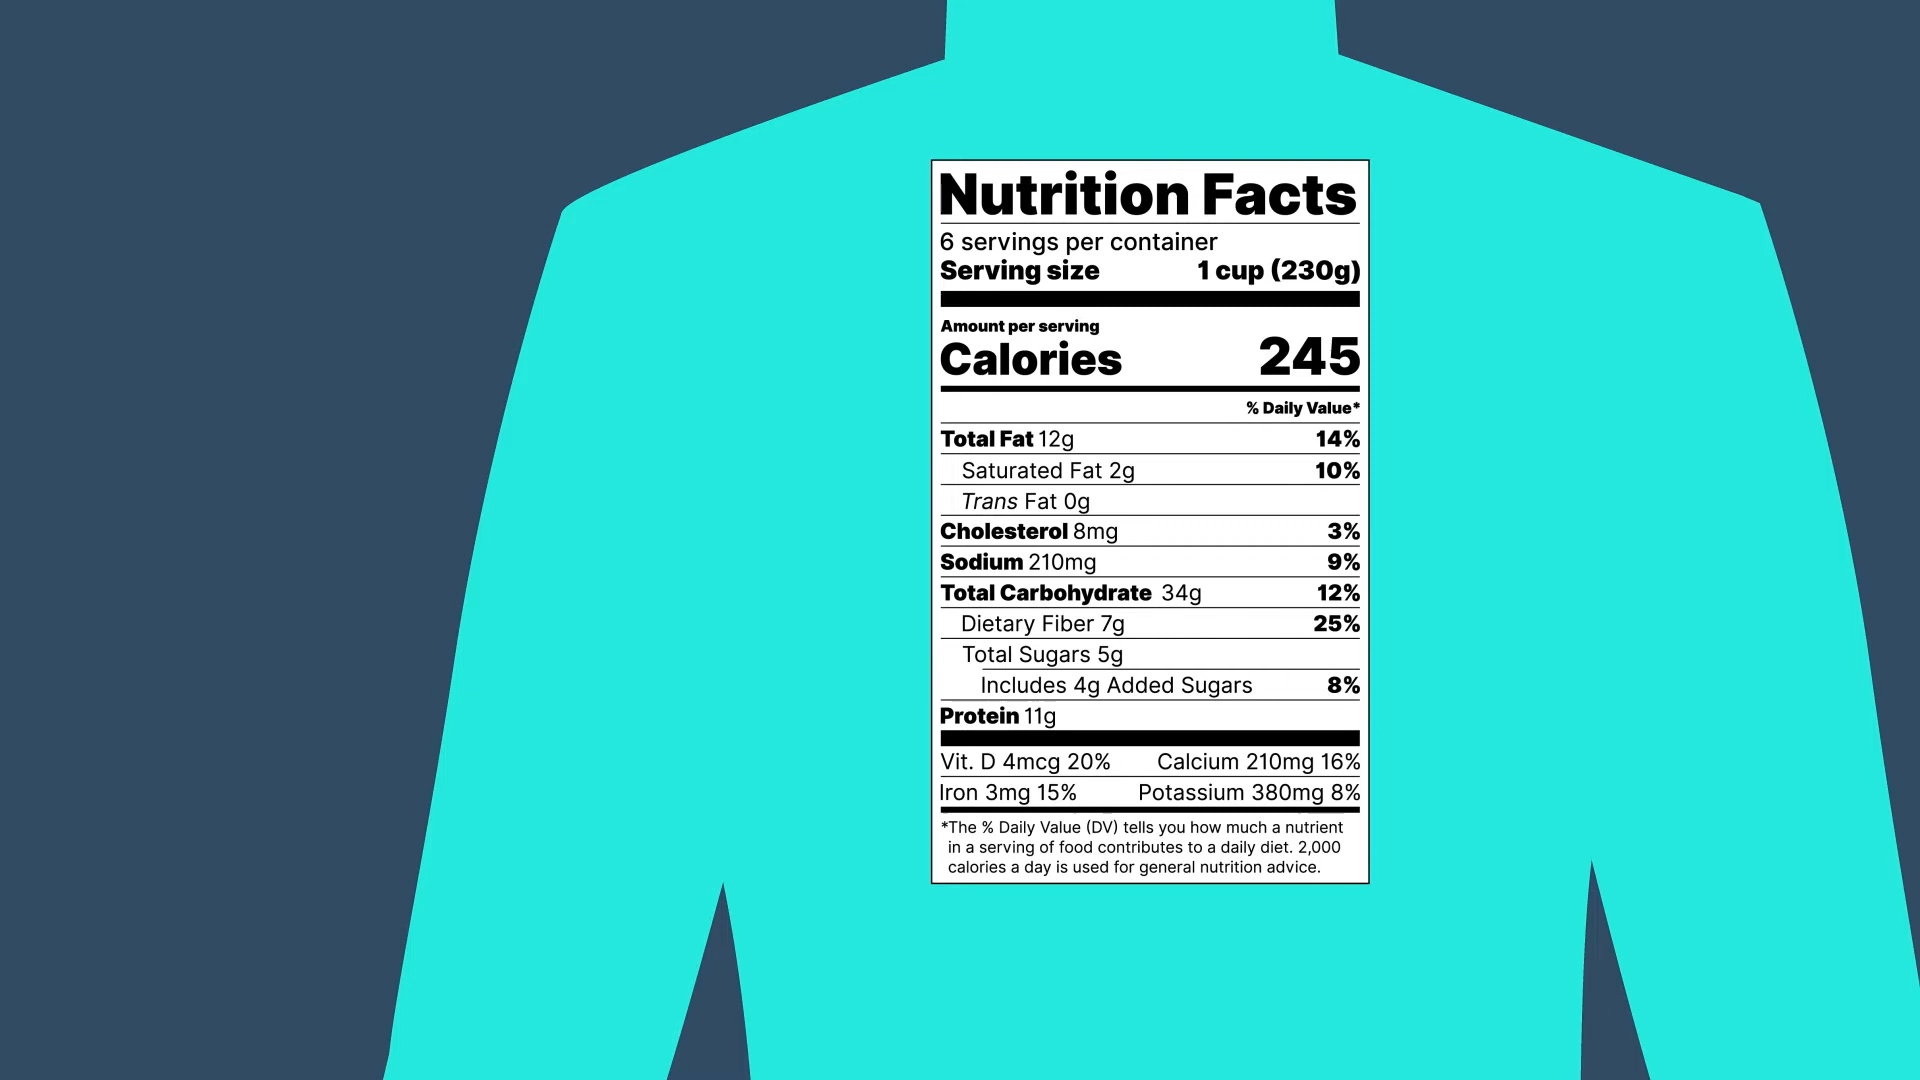 Nutrition Facts
6 servings per container
Serving size 1 cup (230g)
Amount per serving
Calories 245
% Daily Value*
Total Fat 12g 14%
Saturated Fat 2g 10%
Trans Fat 0g
Cholesterol 8mg 3%
Sodium 210mg 9%
Total Carbohydrate 34g 12%
Dietary Fiber 7g 25%
Total Sugars 5g
Includes 4g Added Sugars 8%
Protein 11g
Vit. D 4mcg 20% Calcium 210mg 16%
Iron 3mg 15% Potassium 380mg 8%
*The % Daily Value (DV) tells you how much a nutrient
in a serving of food contributes to a daily diet. 2,000
calories a day is used for general nutrition advice.